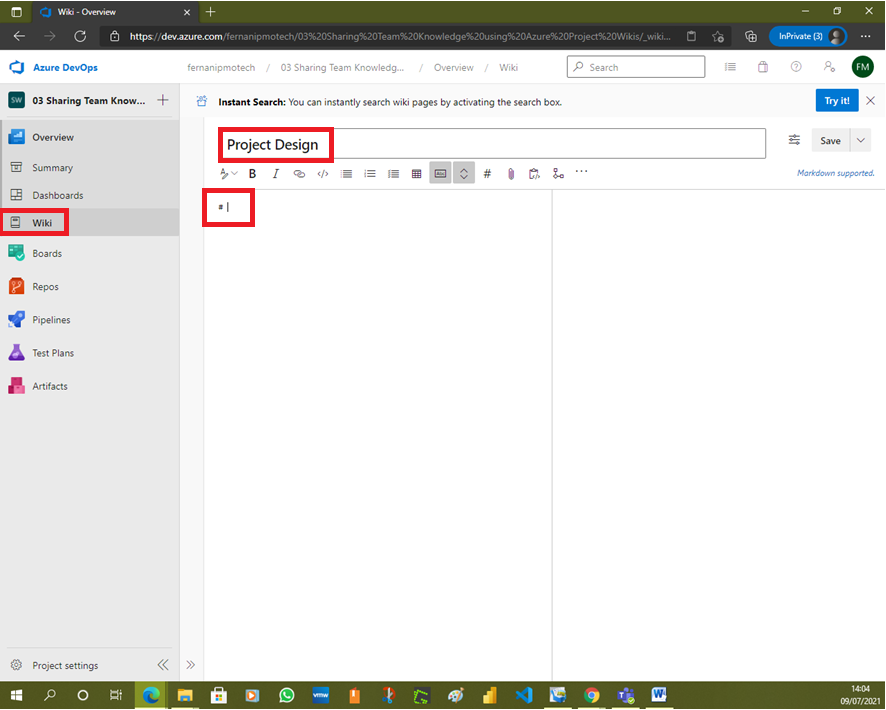 Wiki - Overview
https://dev.azure.com/fernanipmotech/03%20Sharing%20Team%20Knowledge%20using%20Azure%20Project%20Wikis/_wiki...
InPrivate (3)
Azure DevOps
fernanipmotech / 03 Sharing Team Knowledg... / Overview / Wiki
Search
FM
SW
03 Sharing Team Know...
Instant Search: You can instantly search wiki pages by activating the search box.
Try it!
Overview
Project Design
Save
Summary
B I </> Abc # ...
Markdown supported.
Dashboards
#
Wiki
Boards
Repos
Pipelines
Test Plans
Artifacts
Project settings
vmw
14:04
09/07/2021